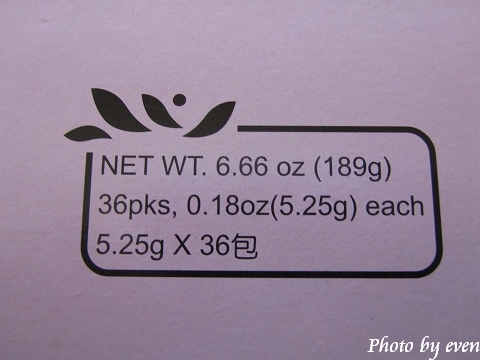 NET WT. 6.66 oz (189g)
36pks, 0.18oz(5.25g) each
5.25g X 36包
Photo by even